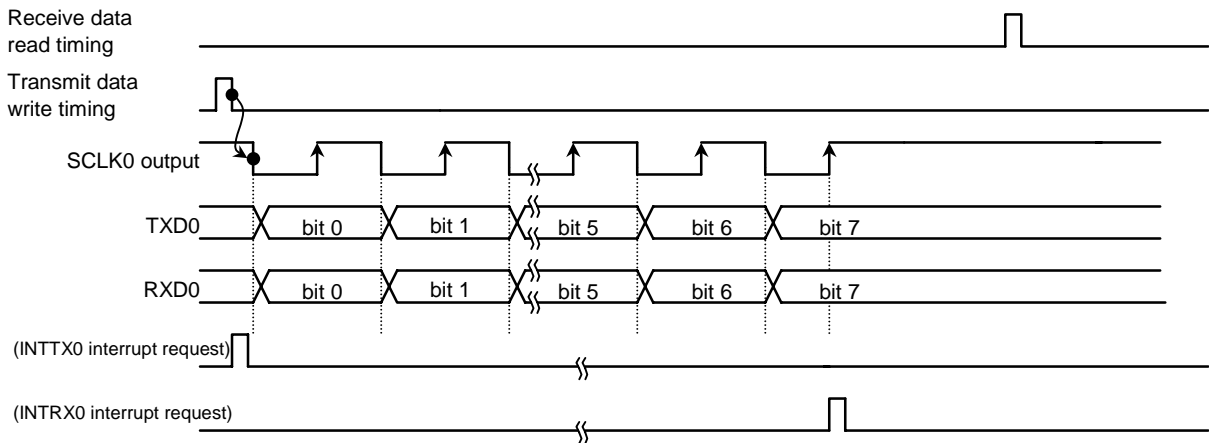 Receive data
read timing
Transmit data
write timing
SCLK0 output
TXD0
bit 0
bit 1
bit 5
bit 6
bit 7
RXD0
bit 0
bit 1
bit 5
bit 6
bit 7
(INTTX0 interrupt request)
(INTRX0 interrupt request)